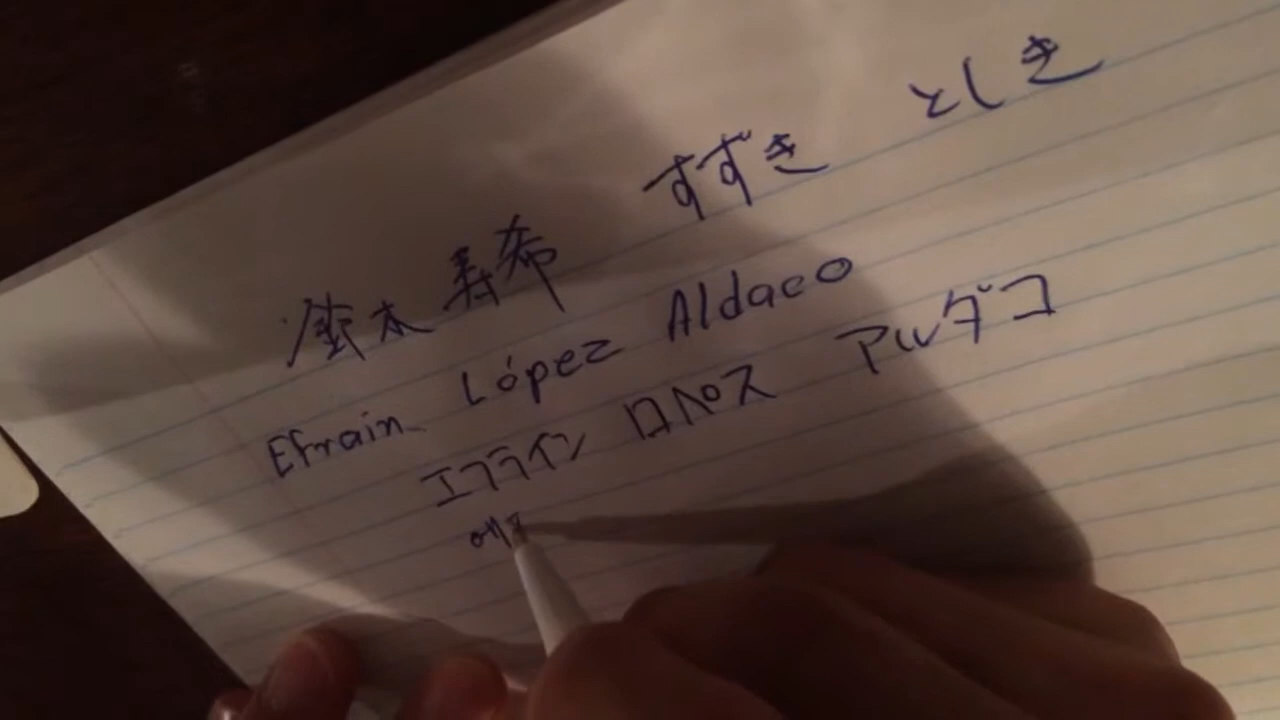 鈴木 寿希 すずき としき
Efrain López Aldaco
エフライン ロペス アルダコ
에